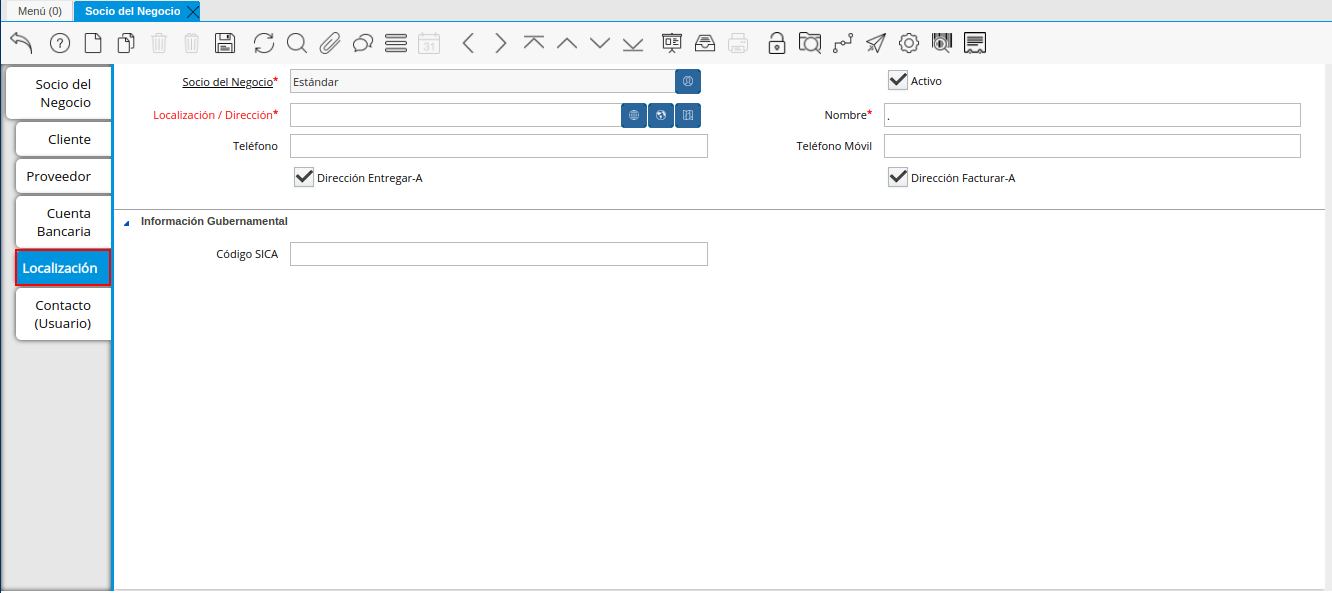 Menú (0)
Socio del Negocio
31
Socio del
Negocio
Cliente
Proveedor
Cuenta
Bancaria
Localización
Contacto
(Usuario)
Socio del Negocio* Estándar
Activo
Localización / Dirección*
Nombre* .
Teléfono
Teléfono Móvil
Dirección Entregar-A
Dirección Facturar-A
Información Gubernamental
Código SICA